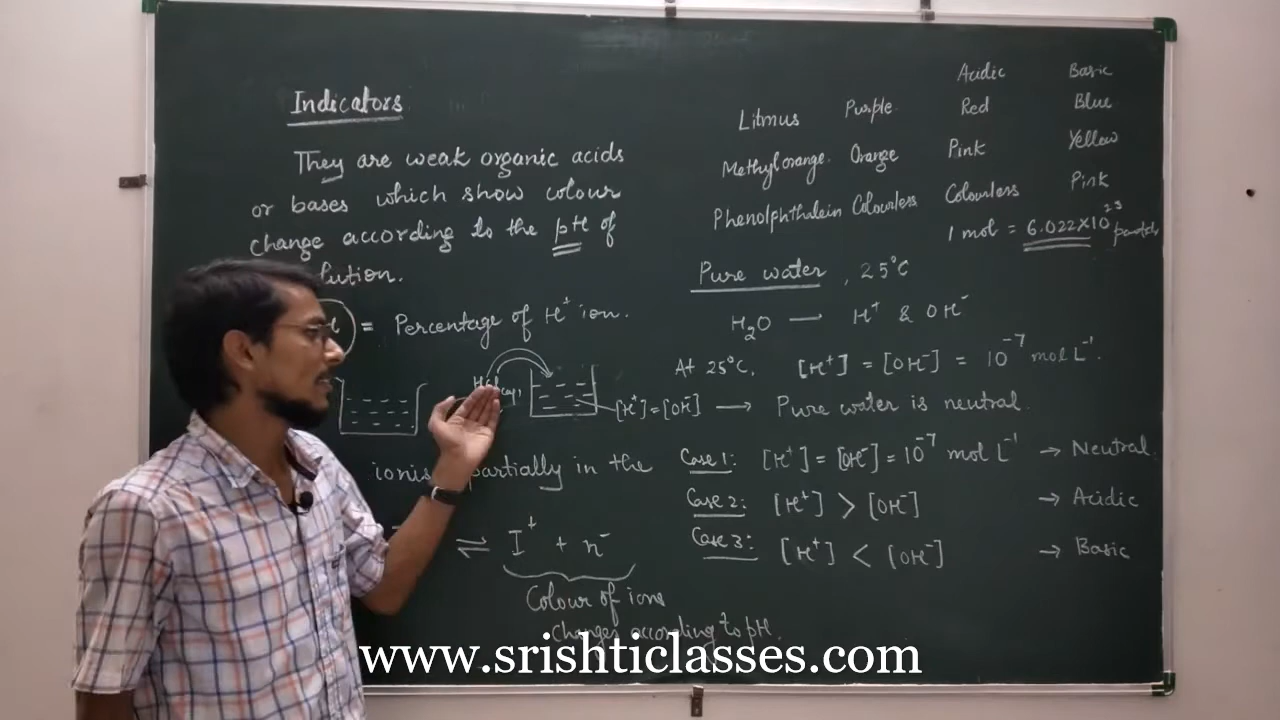 Indicators
They are weak organic acids
or bases which show colour
change according to the pH of
lution.
= Percentage of H⁺ ion.
[H⁺]=[OH⁻]
ionis partially in the
⇌ I⁺ + n⁻
Colour of ions
changes according to pH.
Acidic Basic
Litmus Purple Red Blue
Methyl orange. Orange Pink Yellow
Phenolphthalein Colourless Colourless Pink
1 mol = 6.022×10²³
Pure water , 25°C
H₂O → H⁺ & OH⁻
At 25°C, [H⁺] = [OH⁻] = 10⁻⁷ mol L⁻¹.
→ Pure water is neutral.
Case 1: [H⁺] = [OH⁻] = 10⁻⁷ mol L⁻¹ → Neutral.
Case 2: [H⁺] > [OH⁻] → Acidic
Case 3: [H⁺] < [OH⁻] → Basic
www.srishticlasses.com